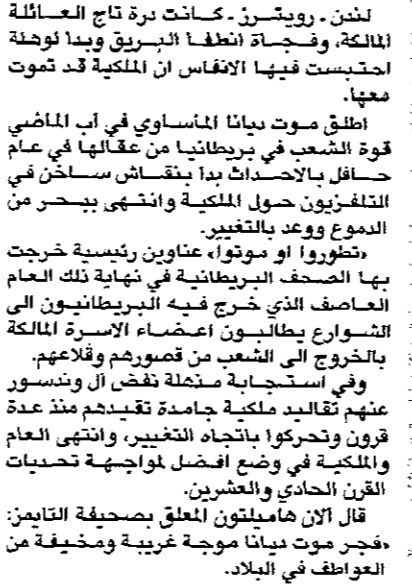 لندن ـ رويترز ـ كانت درة تاج العائلة
المالكة، وفجأة انطفأ البريق وبدا لوهلة
احتبست فيها الانفاس ان الملكية قد تموت
معها.
اطلق موت ديانا المأساوي في آب الماضي
قوة الشعب في بريطانيا من عقالها في عام
حافل بالاحداث بدأ بنقاش ساخن في
التلفزيون حول الملكية وانتهى ببحر من
الدموع ووعد بالتغيير.
«تطوروا او موتوا» عناوين رئيسية خرجت
بها الصحف البريطانية في نهاية ذلك العام
العاصف الذي خرج فيه البريطانيون الى
الشوارع يطالبون اعضاء الاسرة المالكة
بالخروج الى الشعب من قصورهم وقلاعهم.
وفي استجابة مذهلة نفض آل وندسور
عنهم تقاليد ملكية جامدة تقيدهم منذ عدة
قرون وتحركوا باتجاه التغيير، وانتهى العام
والملكية في وضع افضل لمواجهة تحديات
القرن الحادي والعشرين.
قال آلان هاميلتون المعلق بصحيفة التايمز:
«فجر موت ديانا موجة غريبة ومخيفة من
العواطف في البلاد.